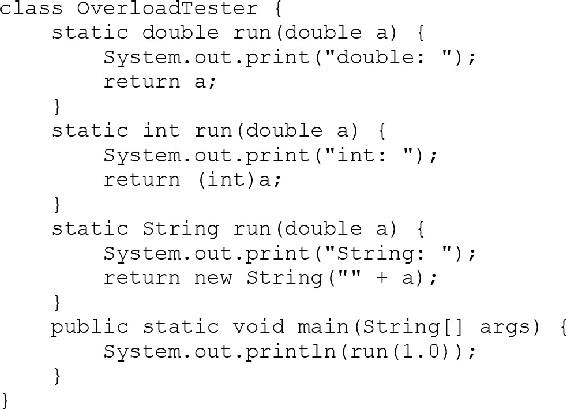 class OverloadTester {
    static double run(double a) {
        System.out.print("double: ");
        return a;
    }
    static int run(double a) {
        System.out.print("int: ");
        return (int)a;
    }
    static String run(double a) {
        System.out.print("String: ");
        return new String("" + a);
    }
    public static void main(String[] args) {
        System.out.println(run(1.0));
    }
}